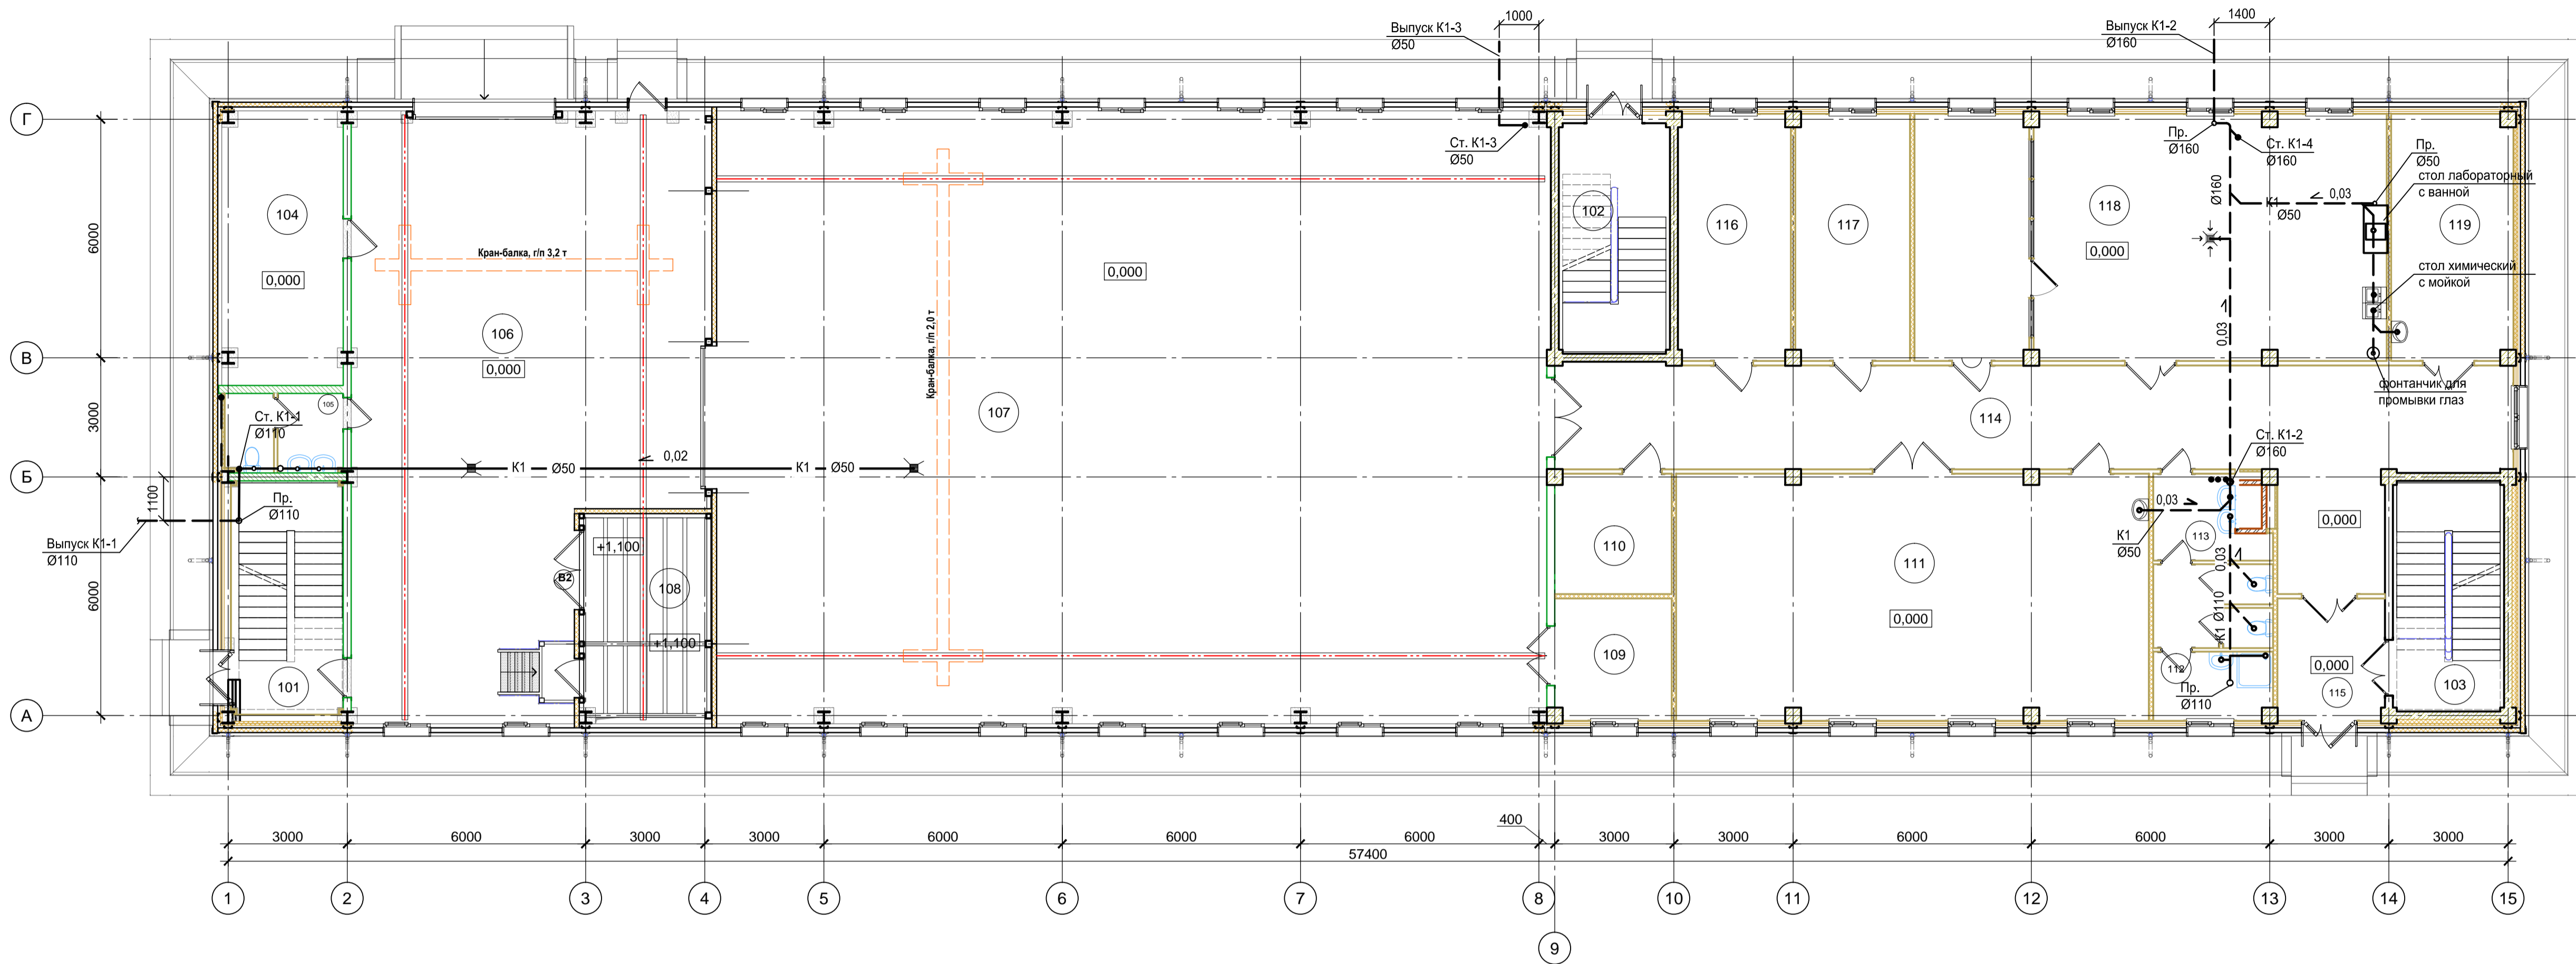 Выпуск К1-3
Ø50
1000
Выпуск К1-2
Ø160
1400
Г
Ст. К1-3
Ø50
Пр.
Ø160
Ст. К1-4
Ø160
Пр.
Ø50
стол лабораторный
с ванной
104
0,000
6000
Кран-балка, г/п 3,2 т
0,000
102
116
117
118
0,000
Ø160
К1
Ø50
0,03
119
стол химический
с мойкой
106
0,000
Кран-балка, г/п 2,0 т
0,03
В
фонтанчик для
промывки глаз
105
3000
Ст. К1-1
Ø110
107
114
Ст. К1-2
Ø160
К1
Ø50
0,02
К1
Ø50
Б
1100
Пр.
Ø110
Выпуск К1-1
Ø110
0,03
К1
Ø50
113
0,000
+1,100
110
111
В2
108
0,03
6000
Ø110
К1
0,000
+1,100
109
101
112
Пр.
Ø110
0,000
115
103
А
3000
6000
3000
3000
6000
6000
6000
400
3000
3000
6000
6000
3000
3000
57400
1
2
3
4
5
6
7
8
10
11
12
13
14
15
9